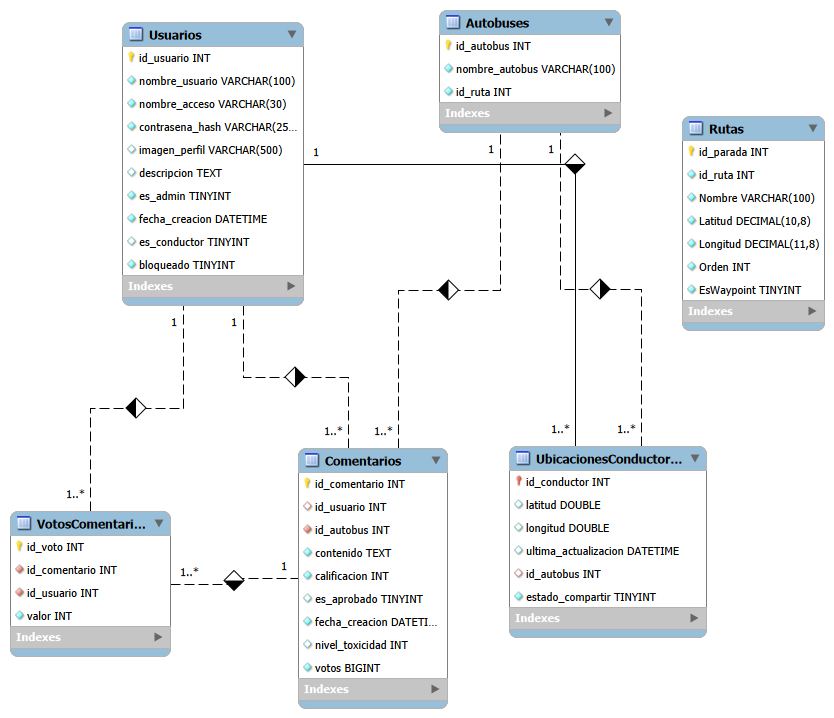 Usuarios
id_usuario INT
nombre_usuario VARCHAR(100)
nombre_acceso VARCHAR(30)
contrasena_hash VARCHAR(25...
imagen_perfil VARCHAR(500)
descripcion TEXT
es_admin TINYINT
fecha_creacion DATETIME
es_conductor TINYINT
bloqueado TINYINT
Indexes
Autobuses
id_autobus INT
nombre_autobus VARCHAR(100)
id_ruta INT
Indexes
Rutas
id_parada INT
id_ruta INT
Nombre VARCHAR(100)
Latitud DECIMAL(10,8)
Longitud DECIMAL(11,8)
Orden INT
EsWaypoint TINYINT
Indexes
1
1
1
1
1
1..*
1..*
1..*
1..*
1..*
1..*
1
VotosComentari...
id_voto INT
id_comentario INT
id_usuario INT
valor INT
Indexes
Comentarios
id_comentario INT
id_usuario INT
id_autobus INT
contenido TEXT
calificacion INT
es_aprobado TINYINT
fecha_creacion DATETI...
nivel_toxicidad INT
votos BIGINT
Indexes
UbicacionesConductor...
id_conductor INT
latitud DOUBLE
longitud DOUBLE
ultima_actualizacion DATETIME
id_autobus INT
estado_compartir TINYINT
Indexes